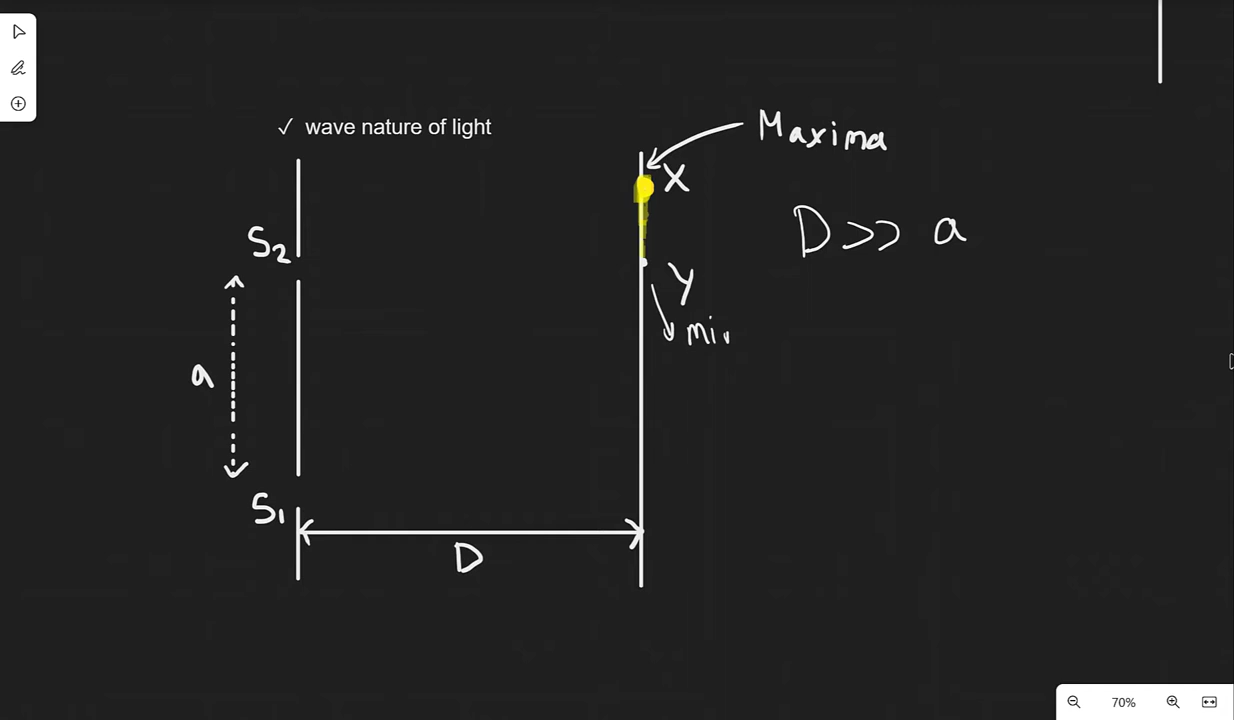 ✓ wave nature of light
Maxima
X
D >> a
S₂
Y
a
S₁
D
70%